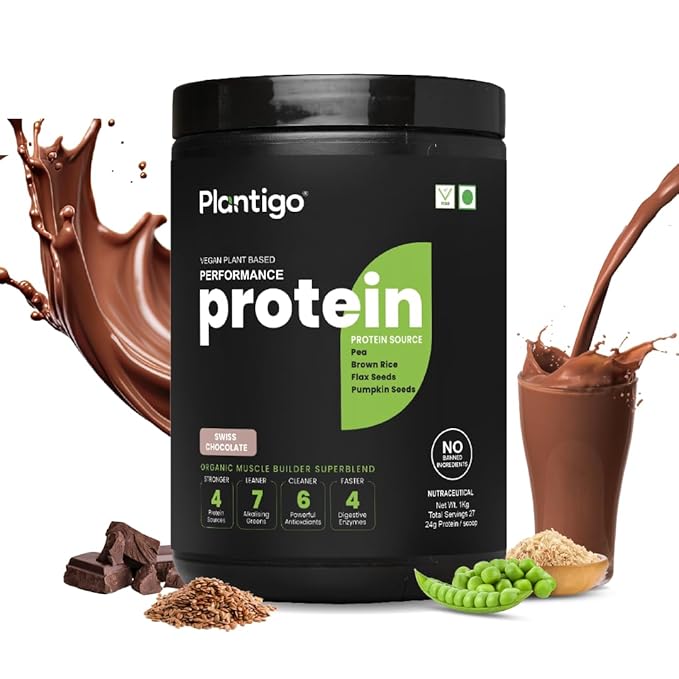 Plantigo®
VEGAN
VEGAN PLANT BASED
PERFORMANCE
protein
PROTEIN SOURCE
Pea
Brown Rice
Flax Seeds
Pumpkin Seeds
SWISS
CHOCOLATE
NO
BANNED
INGREDIENTS
ORGANIC MUSCLE BUILDER SUPERBLEND
STRONGER
4
Protein
Sources
LEANER
7
Alkalising
Greens
CLEANER
6
Powerful
Antioxidants
FASTER
4
Digestive
Enzymes
NUTRACEUTICAL
Net Wt. 1Kg
Total Servings 27
24g Protein / scoop